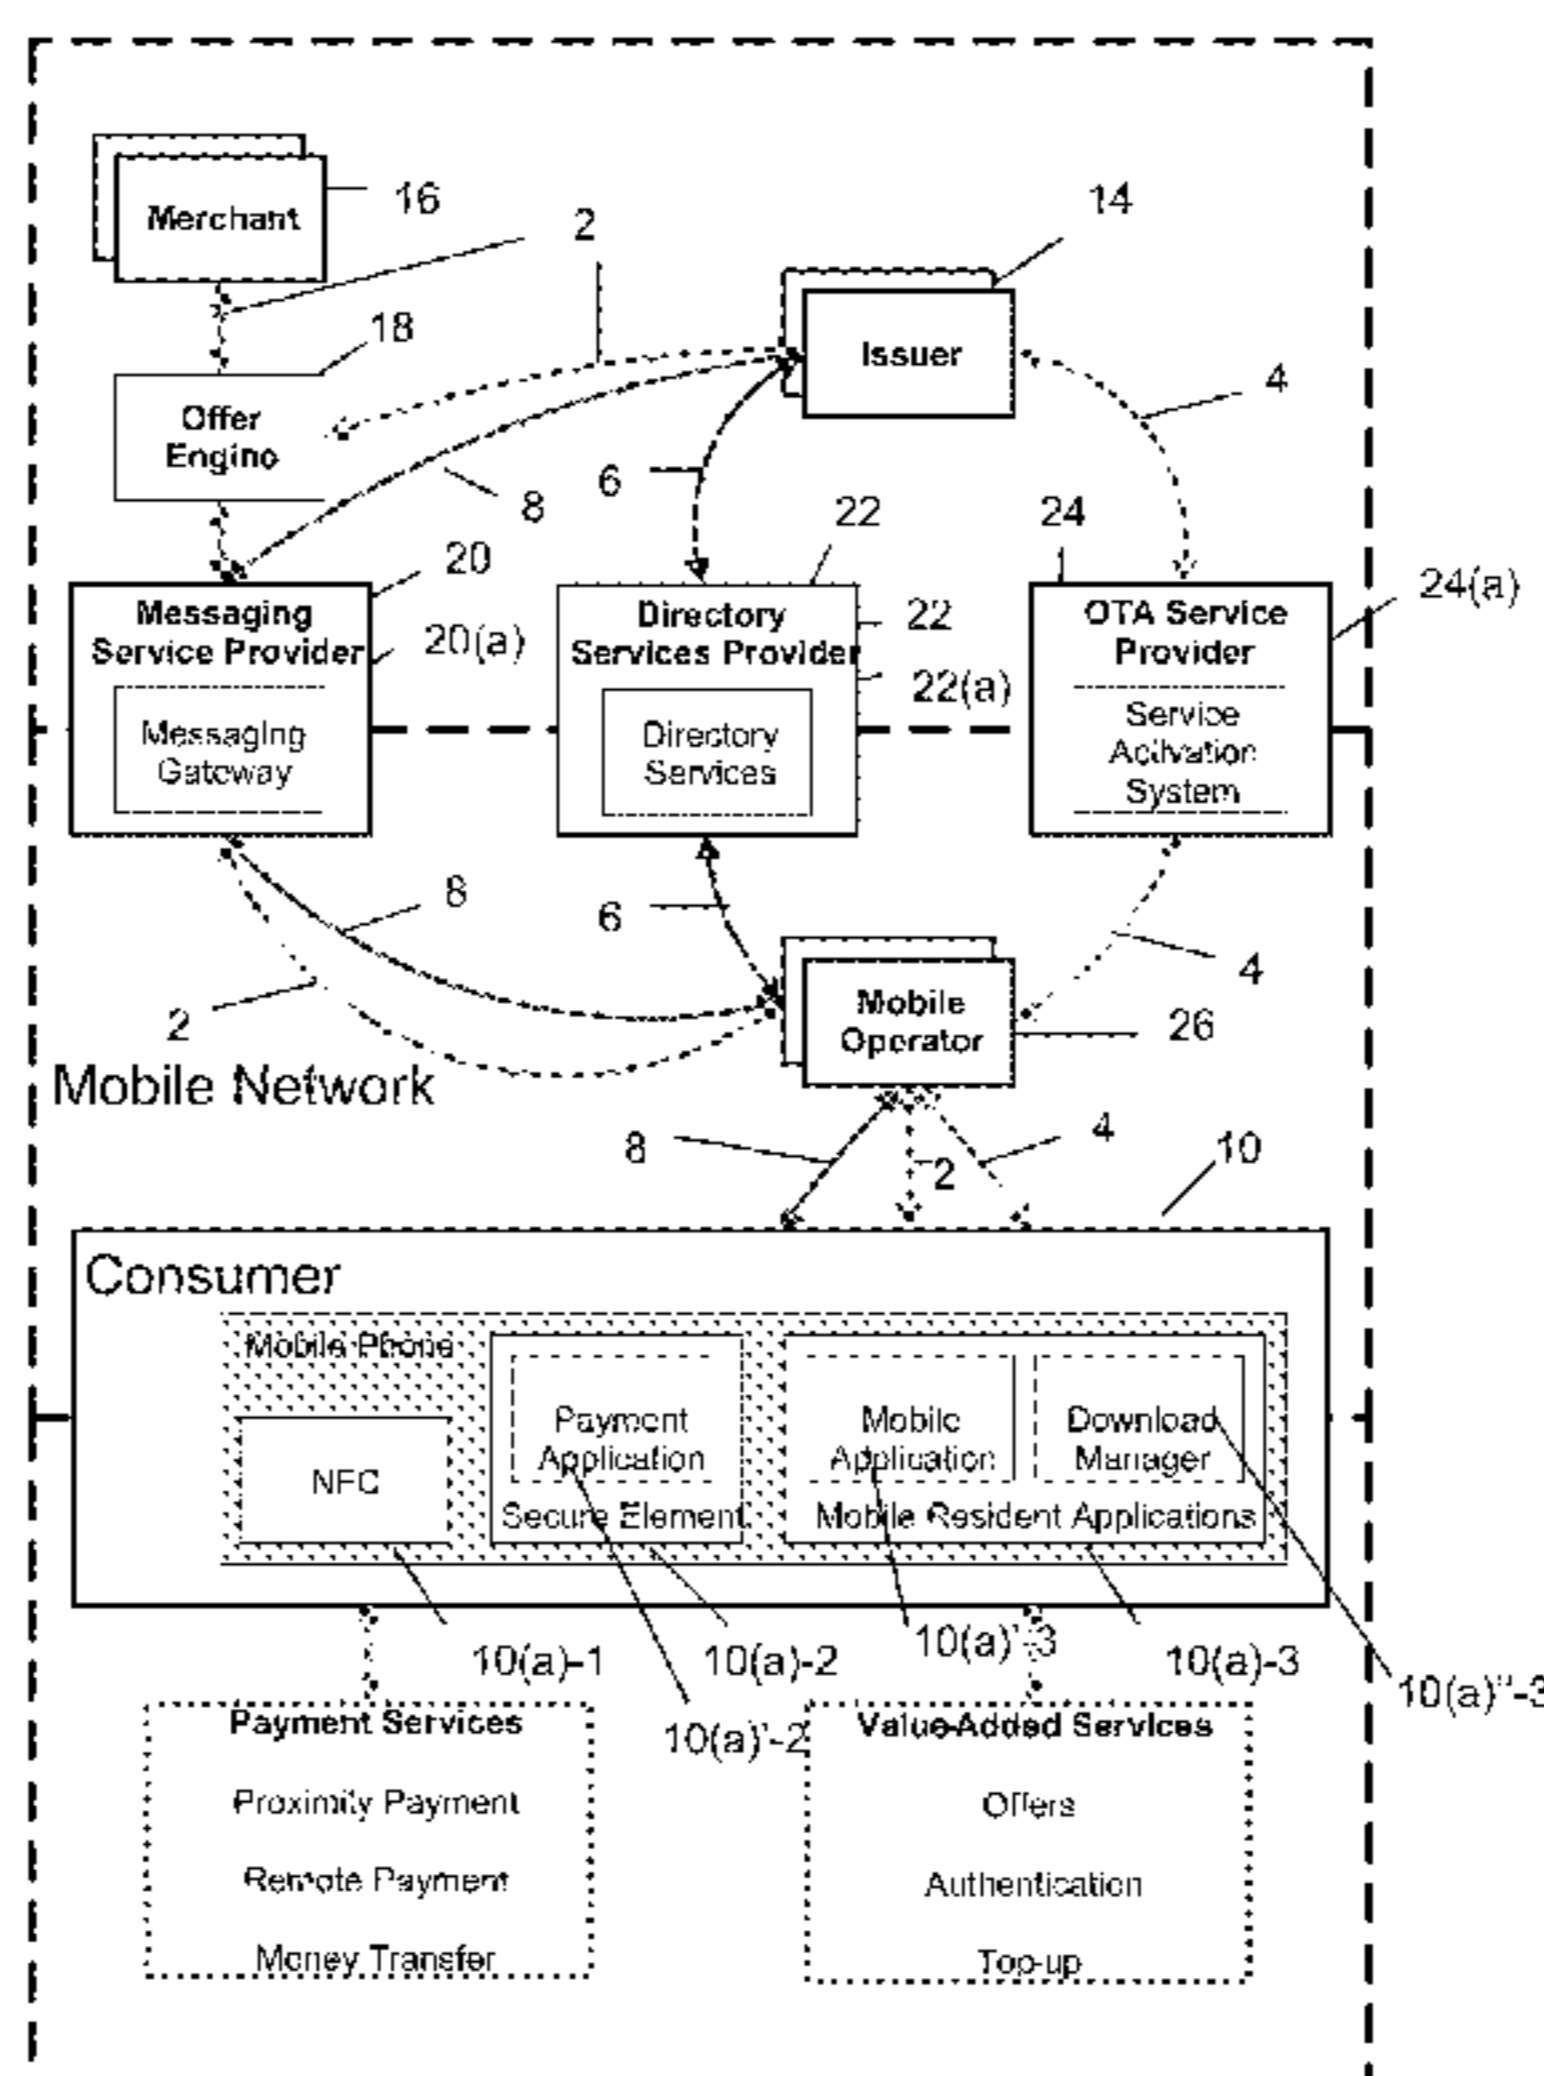 Merchant
16
2
14
18
Issuer
Offer
Engine
4
6
8
22
24
20
24(a)
Messaging
Service Provider
20(a)
Directory
Services Provider
22
22(a)
OTA Service
Provider
Messaging
Gateway
Directory
Services
Service
Activation
System
8
6
4
2
Mobile
Operator
26
Mobile Network
8
2
4
10
Consumer
Mobile Phone
NFC
Payment
Application
Secure Element
Mobile
Application
Download
Manager
Mobile Resident Applications
10(a)-1
10(a)-2
10(a)'-3
10(a)-3
10(a)"-3
10(a)'-2
Payment Services
Proximity Payment
Remote Payment
Money Transfer
Value-Added Services
Offers
Authentication
Top-up